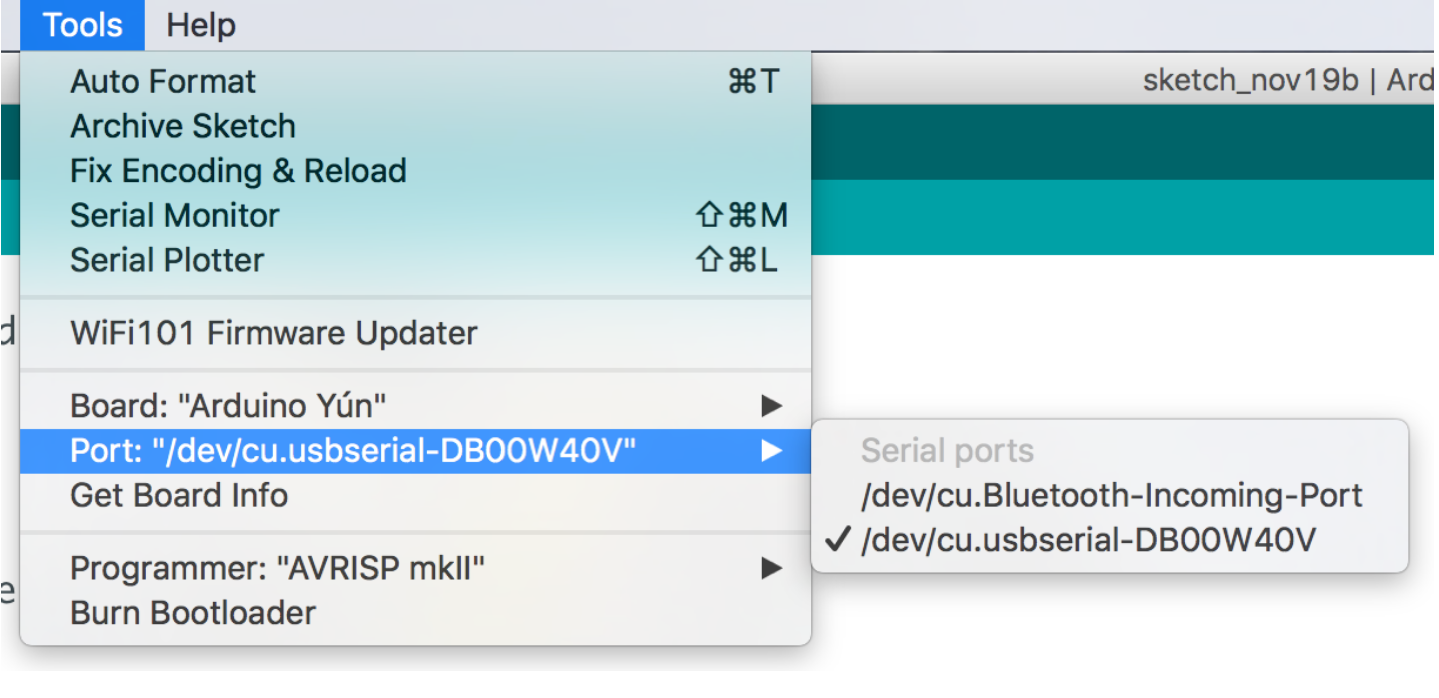 Tools Help
sketch_nov19b | Ard
Auto Format ⌘T
Archive Sketch
Fix Encoding & Reload
Serial Monitor ⇧⌘M
Serial Plotter ⇧⌘L
d
WiFi101 Firmware Updater
Board: "Arduino Yún" ▶
Port: "/dev/cu.usbserial-DB00W40V" ▶
Serial ports
/dev/cu.Bluetooth-Incoming-Port
✓ /dev/cu.usbserial-DB00W40V
Get Board Info
Programmer: "AVRISP mkII" ▶
e
Burn Bootloader